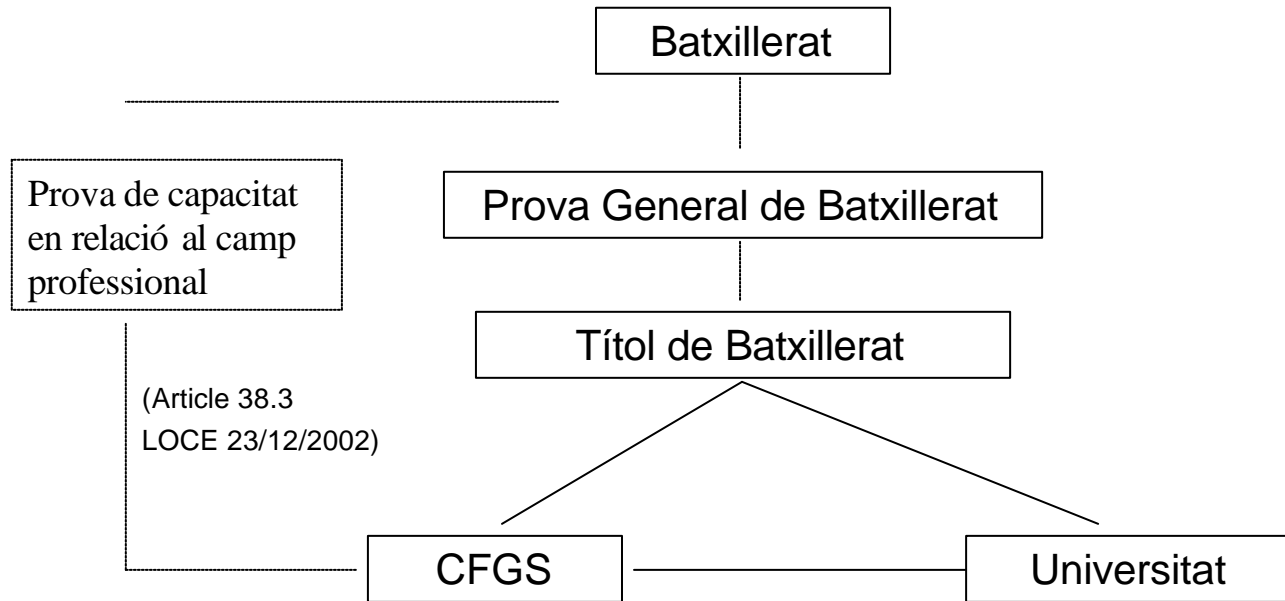 Batxillerat
Prova de capacitat
en relació al camp
professional
Prova General de Batxillerat
Títol de Batxillerat
(Article 38.3
LOCE 23/12/2002)
CFGS
Universitat